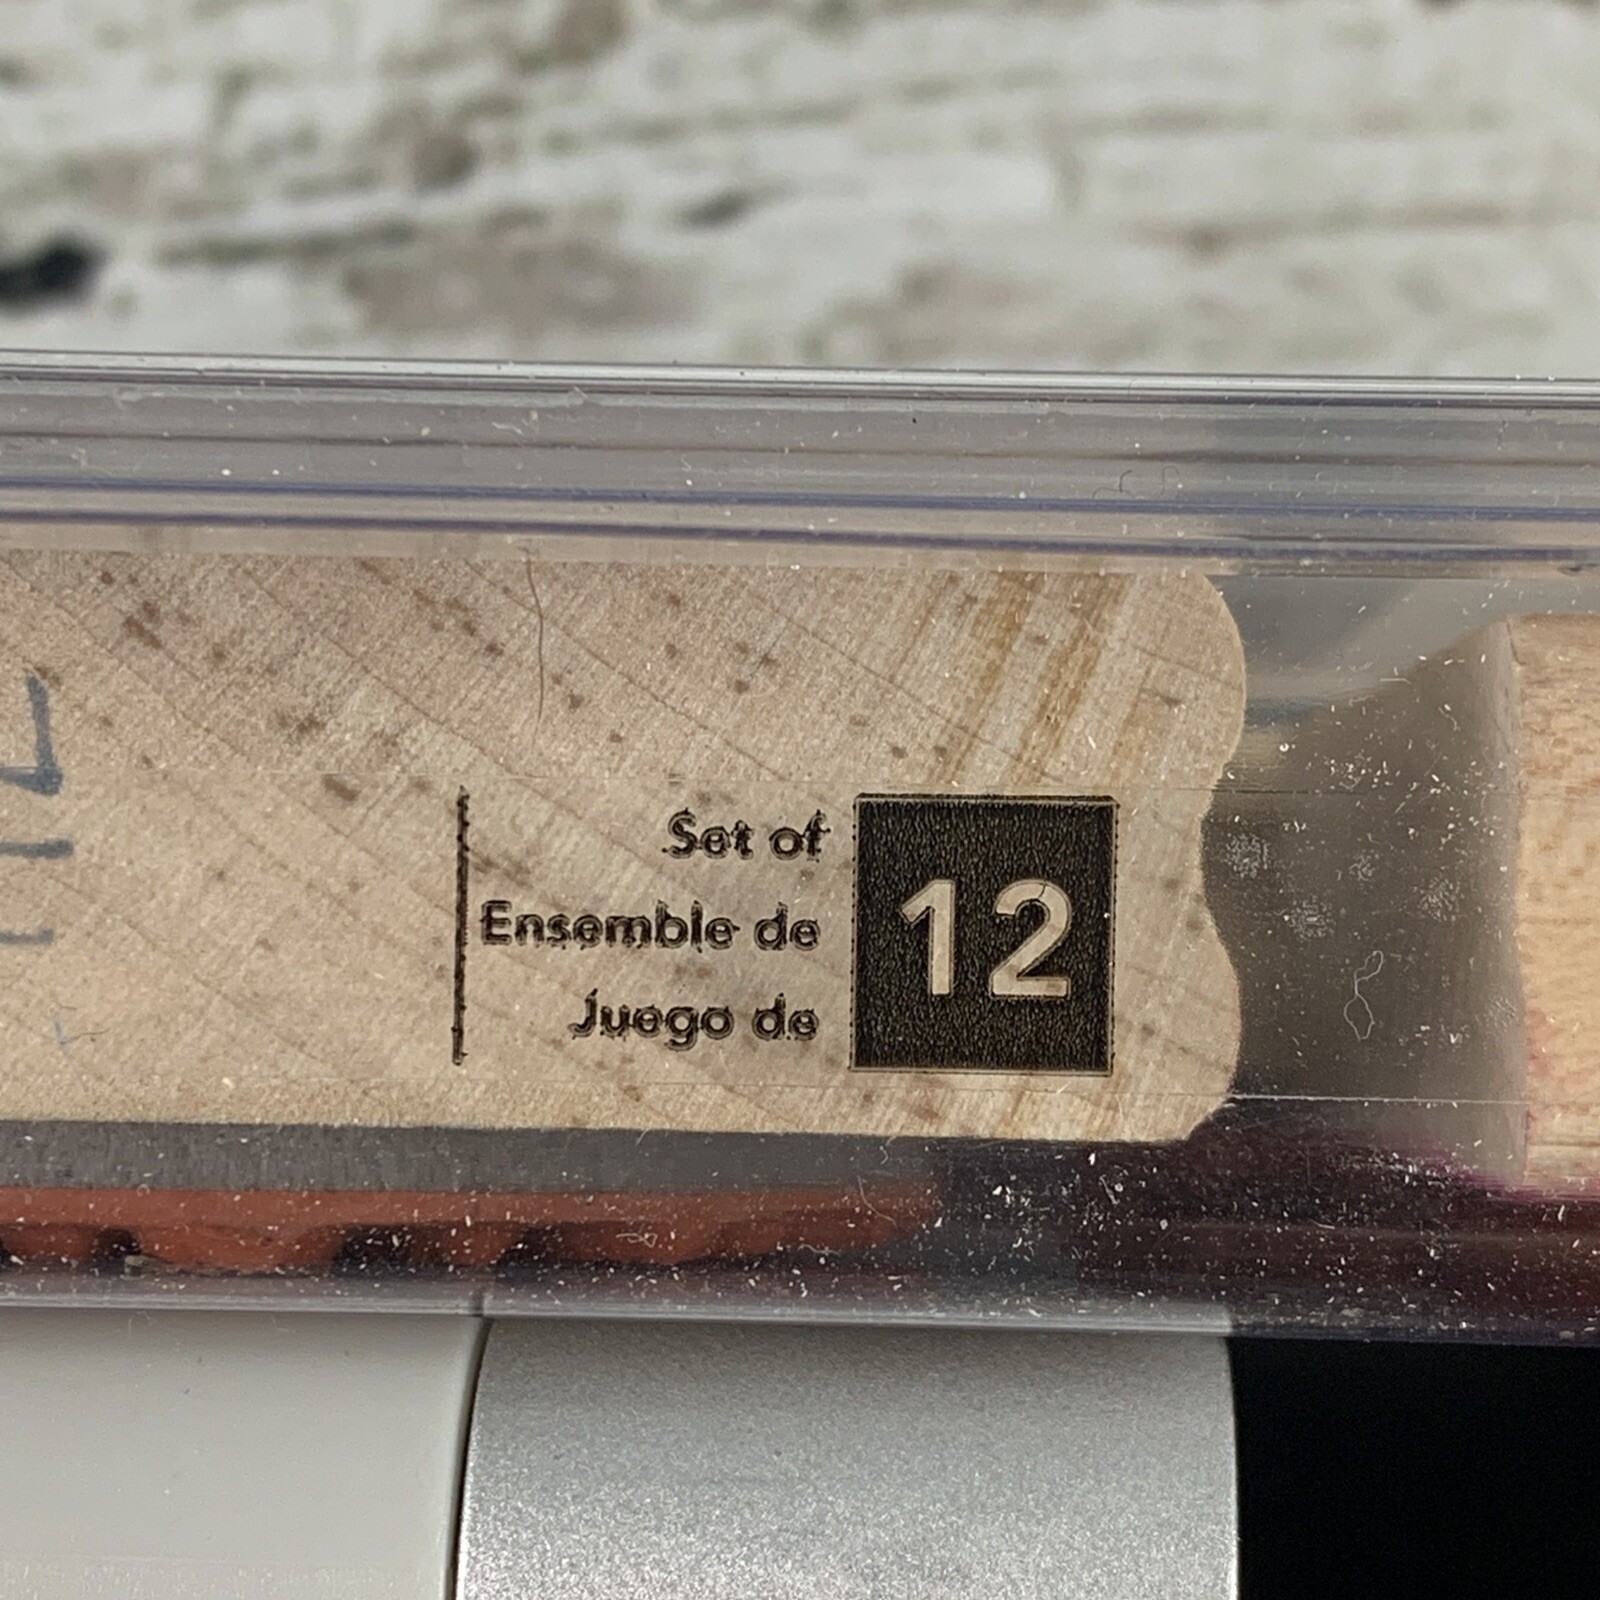 Set of
Ensemble de
Juego de
12